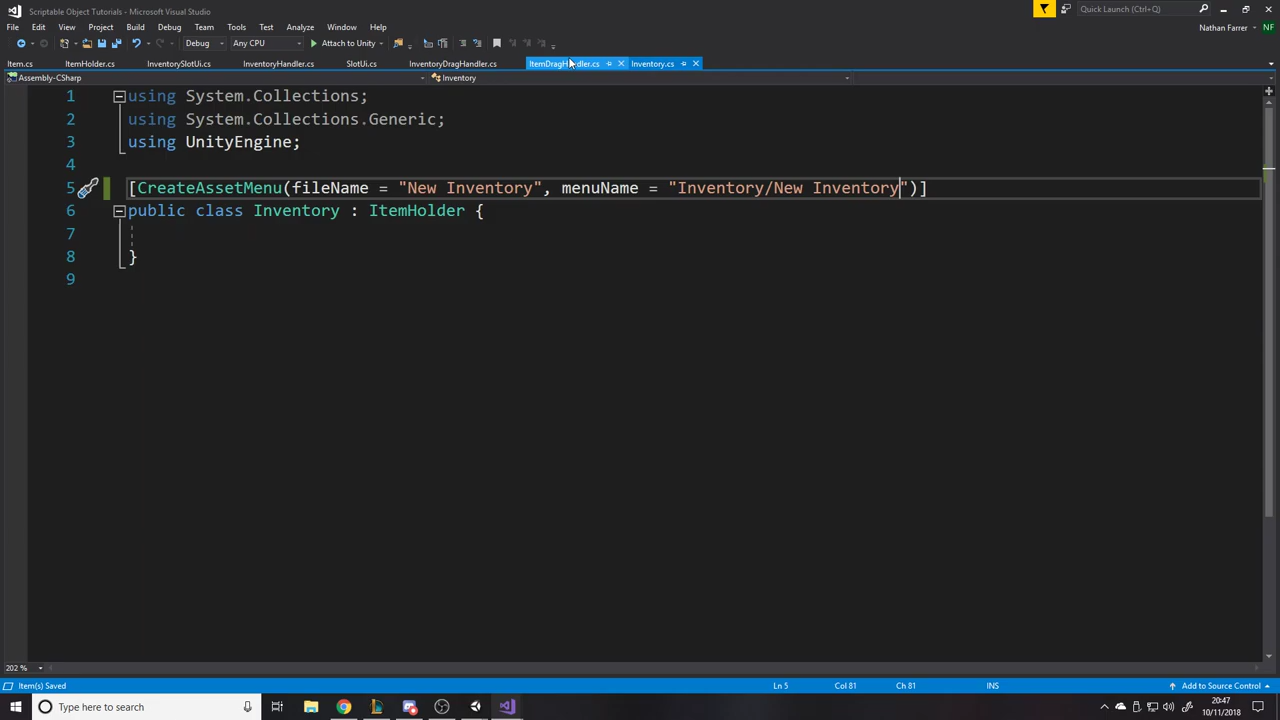 Scriptable Object Tutorials - Microsoft Visual Studio
Quick Launch (Ctrl+Q)
File Edit View Project Build Debug Team Tools Test Analyze Window Help
Nathan Farrer NF
Debug Any CPU Attach to Unity
Item.cs ItemHolder.cs InventorySlotUi.cs InventoryHandler.cs SlotUi.cs InventoryDragHandler.cs ItemDragHandler.cs Inventory.cs
Assembly-CSharp Inventory
1 using System.Collections;
2 using System.Collections.Generic;
3 using UnityEngine;
4
5 [CreateAssetMenu(fileName = "New Inventory", menuName = "Inventory/New Inventory")]
6 public class Inventory : ItemHolder {
7
8 }
9
202 %
Item(s) Saved Ln 5 Col 81 Ch 81 INS Add to Source Control
Type here to search
20:47
10/11/2018